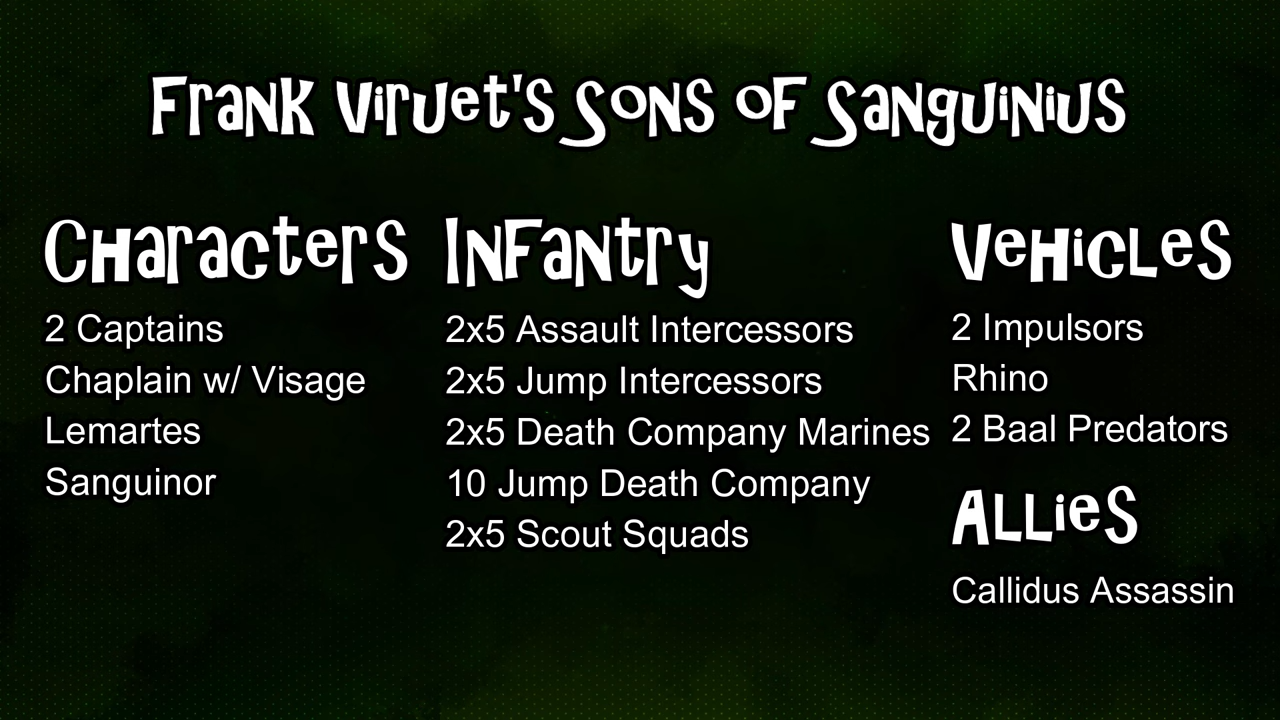 Frank Viruet's Sons of Sanguinius
Characters
2 Captains
Chaplain w/ Visage
Lemartes
Sanguinor
Infantry
2x5 Assault Intercessors
2x5 Jump Intercessors
2x5 Death Company Marines
10 Jump Death Company
2x5 Scout Squads
Vehicles
2 Impulsors
Rhino
2 Baal Predators
Allies
Callidus Assassin